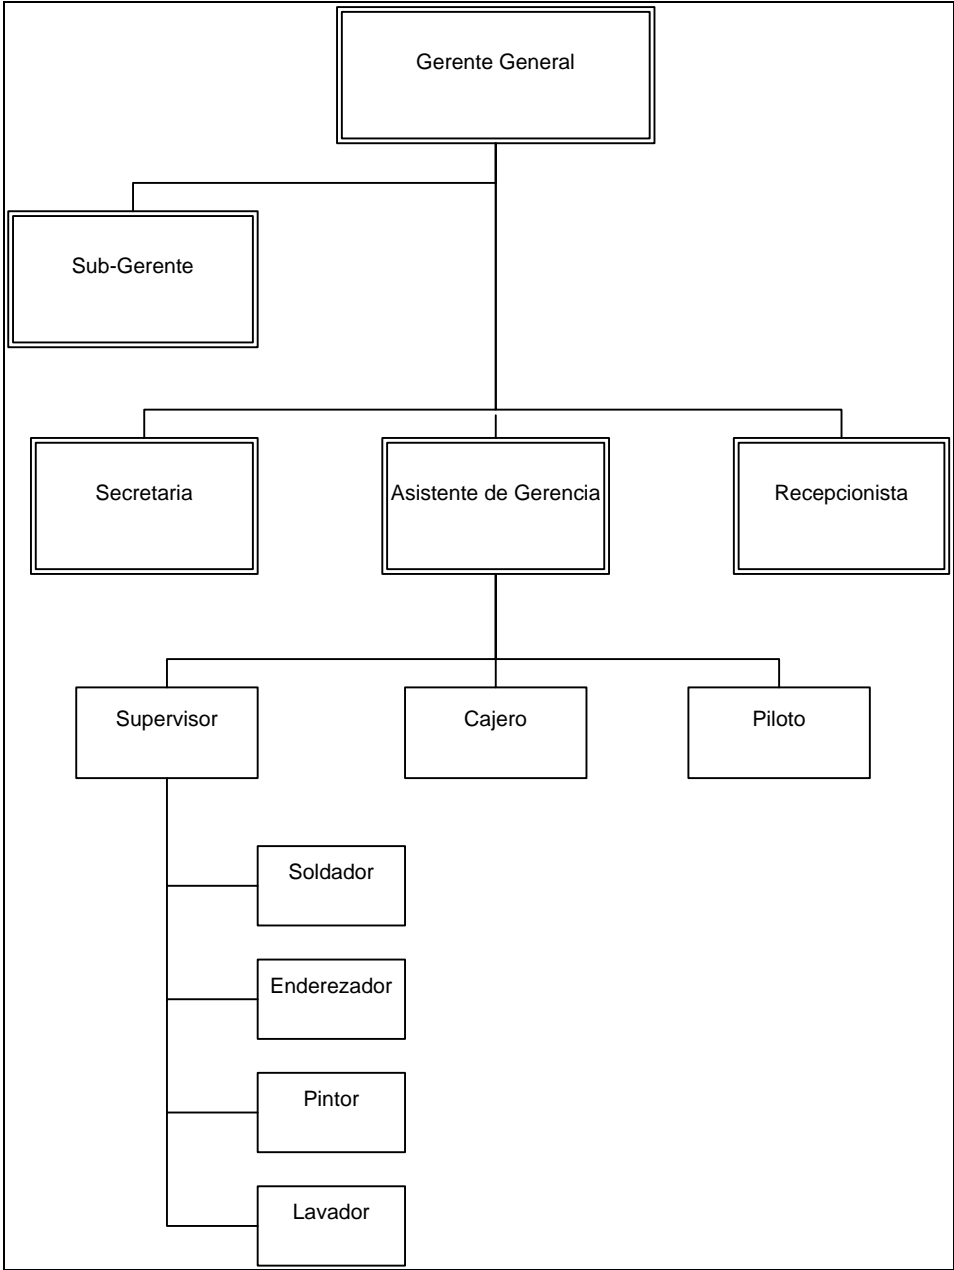 Gerente General
Sub-Gerente
Secretaria
Asistente de Gerencia
Recepcionista
Supervisor
Cajero
Piloto
Soldador
Enderezador
Pintor
Lavador